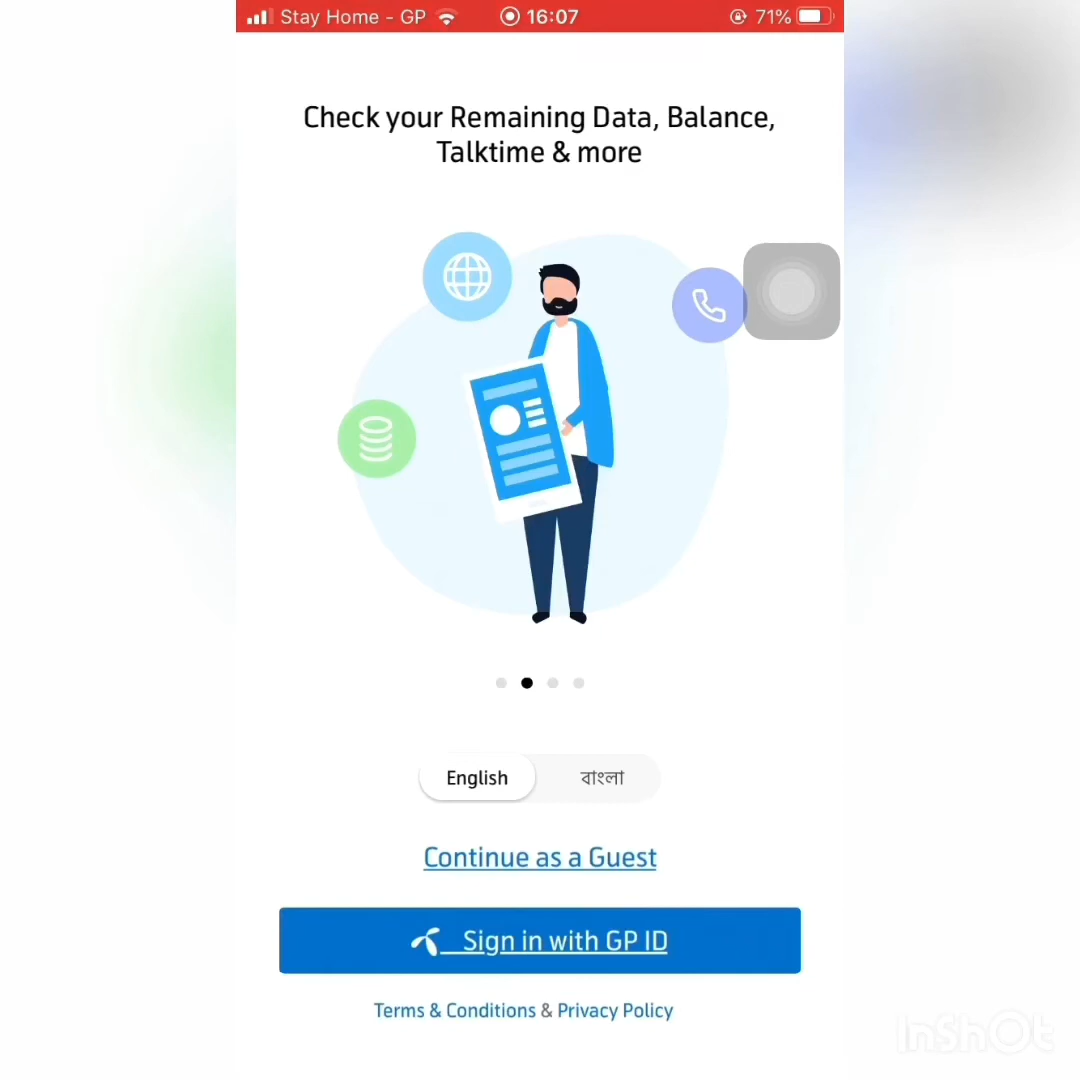 Stay Home - GP 16:07 71%
Check your Remaining Data, Balance,
Talktime & more
English বাংলা
Continue as a Guest
Sign in with GP ID
Terms & Conditions & Privacy Policy
InShOt